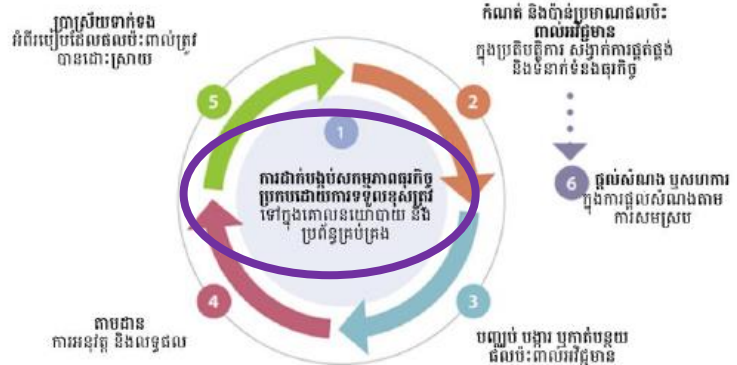 1
ការដាក់បង្កប់សកម្មភាពធុរកិច្ច
ប្រកបដោយការទទួលខុសត្រូវ
ទៅក្នុងគោលនយោបាយ និង
ប្រព័ន្ធគ្រប់គ្រង
2
កំណត់ និងប៉ាន់ប្រមាណផលប៉ះ
ពាល់អវិជ្ជមាន
ក្នុងប្រតិបត្តិការ សង្វាក់ការផ្គត់ផ្គង់
និងទំនាក់ទំនងធុរកិច្ច
3
បញ្ឈប់ បង្ការ ឬកាត់បន្ថយ
ផលប៉ះពាល់អវិជ្ជមាន
4
តាមដាន
ការអនុវត្ត និងលទ្ធផល
5
ប្រាស្រ័យទាក់ទង
អំពីរបៀបដែលផលប៉ះពាល់ត្រូវ
បានដោះស្រាយ
6
ផ្តល់សំណង ឬសហការ
ក្នុងការផ្តល់សំណងតាម
ការសមស្រប